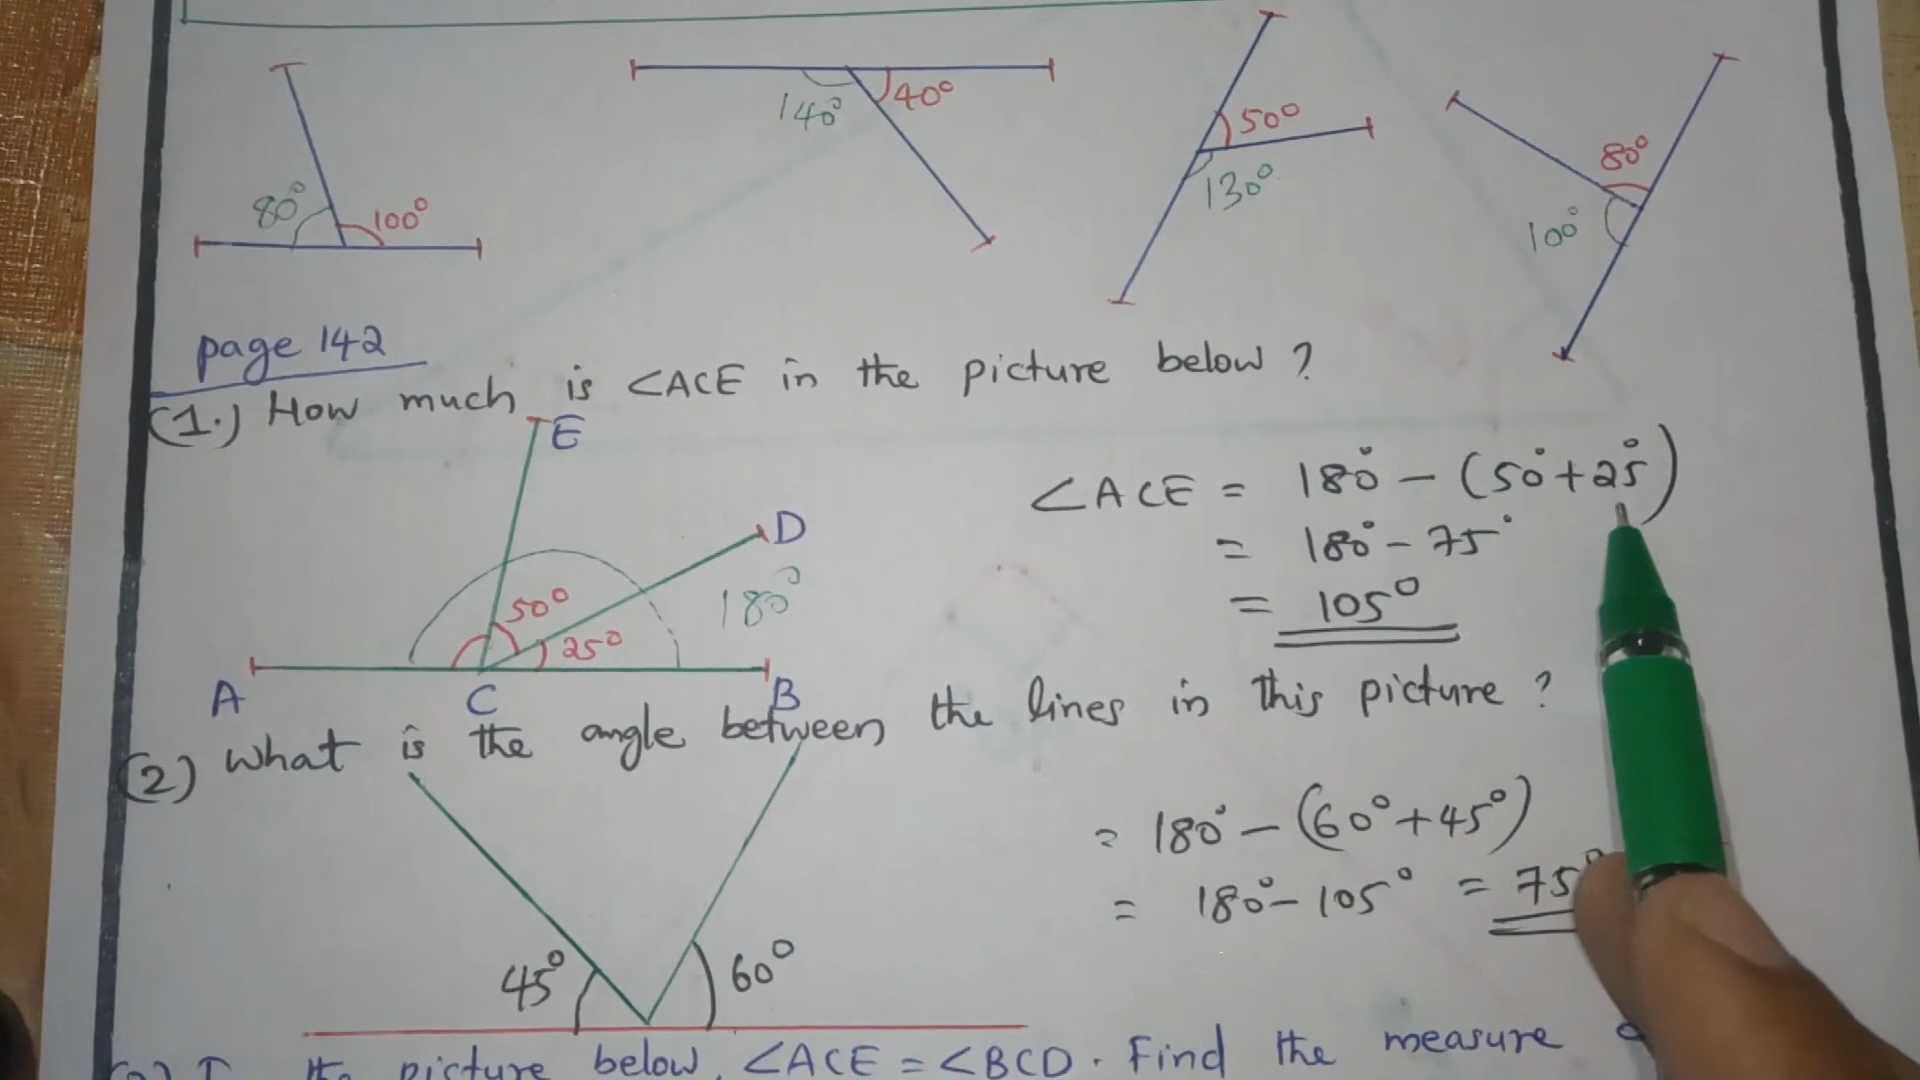 80° 100°
140° 40°
50° 130°
80° 100°
page 142
(1.) How much is ∠ACE in the picture below ?
E
D
50° 25° 180°
A C B
∠ACE = 180° - (50° + 25°)
= 180° - 75°
= 105°
(2) What is the angle between the lines in this picture ?
45° 60°
= 180° - (60° + 45°)
= 180° - 105° = 75°
picture below, ∠ACE = ∠BCD. Find the measure